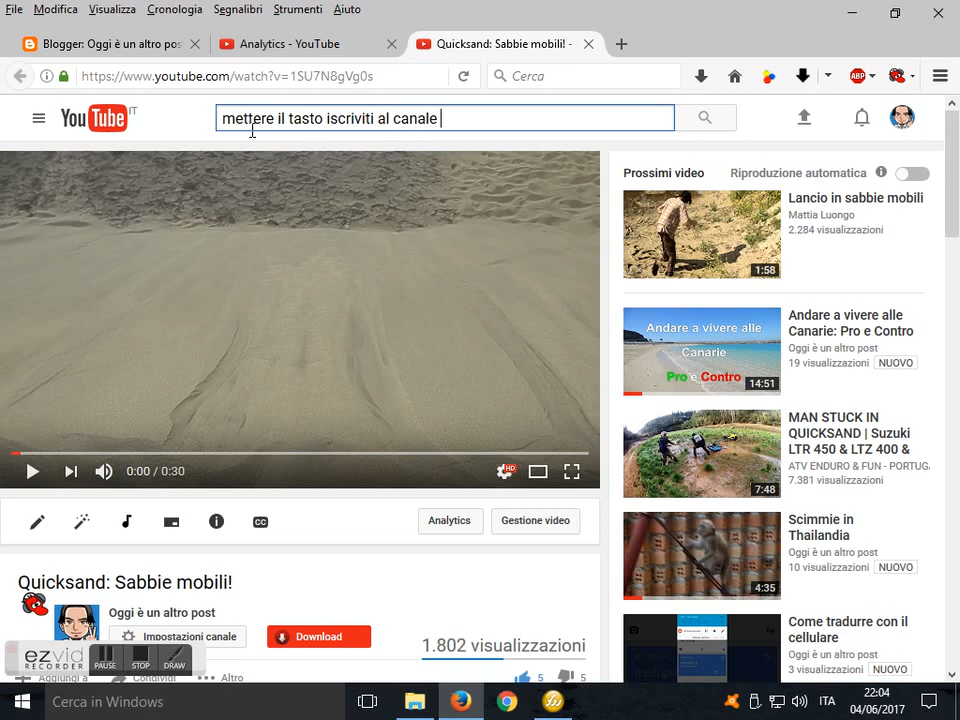 File Modifica Visualizza Cronologia Segnalibri Strumenti Aiuto
Blogger: Oggi è un altro pos
Analytics - YouTube
Quicksand: Sabbie mobili! -
https://www.youtube.com/watch?v=1SU7N8gVg0s
Cerca
ABP
YouTube IT
mettere il tasto iscriviti al canale
Prossimi video
Riproduzione automatica
Lancio in sabbie mobili
Mattia Luongo
2.284 visualizzazioni
1:58
Andare a vivere alle
Canarie
Pro e Contro
14:51
Andare a vivere alle
Canarie: Pro e Contro
Oggi è un altro post
19 visualizzazioni NUOVO
MAN STUCK IN
QUICKSAND | Suzuki
LTR 450 & LTZ 400 &
ATV ENDURO & FUN - PORTUG
7.381 visualizzazioni
7:48
Scimmie in
Thailandia
Oggi è un altro post
10 visualizzazioni NUOVO
4:35
Come tradurre con il
cellulare
Oggi è un altro post
3 visualizzazioni NUOVO
0:00 / 0:30
HD
CC
Analytics
Gestione video
Quicksand: Sabbie mobili!
Oggi è un altro post
Impostazioni canale
Download
1.802 visualizzazioni
Aggiungi a
Condividi
Altro
5
5
ezvid
RECORDER
PAUSE
STOP
DRAW
Cerca in Windows
ITA
22:04
04/06/2017